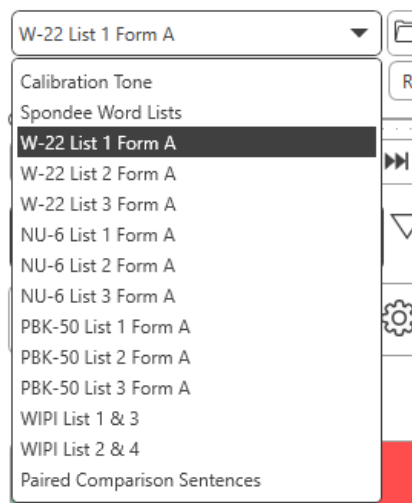 W-22 List 1 Form A
Calibration Tone
Spondee Word Lists
W-22 List 1 Form A
W-22 List 2 Form A
W-22 List 3 Form A
NU-6 List 1 Form A
NU-6 List 2 Form A
NU-6 List 3 Form A
PBK-50 List 1 Form A
PBK-50 List 2 Form A
PBK-50 List 3 Form A
WIPI List 1 & 3
WIPI List 2 & 4
Paired Comparison Sentences